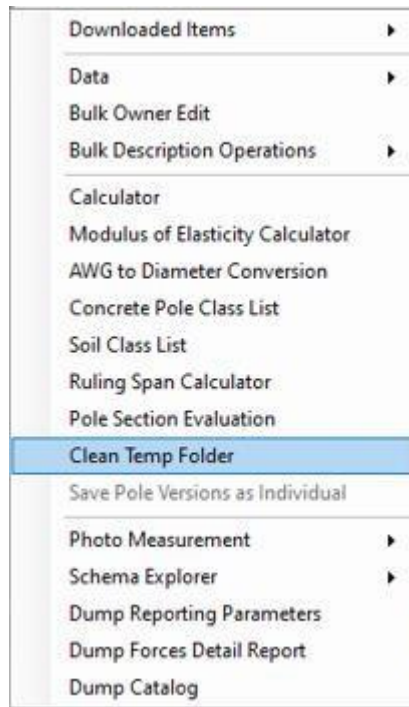 Downloaded Items
Data
Bulk Owner Edit
Bulk Description Operations
Calculator
Modulus of Elasticity Calculator
AWG to Diameter Conversion
Concrete Pole Class List
Soil Class List
Ruling Span Calculator
Pole Section Evaluation
Clean Temp Folder
Save Pole Versions as Individual
Photo Measurement
Schema Explorer
Dump Reporting Parameters
Dump Forces Detail Report
Dump Catalog